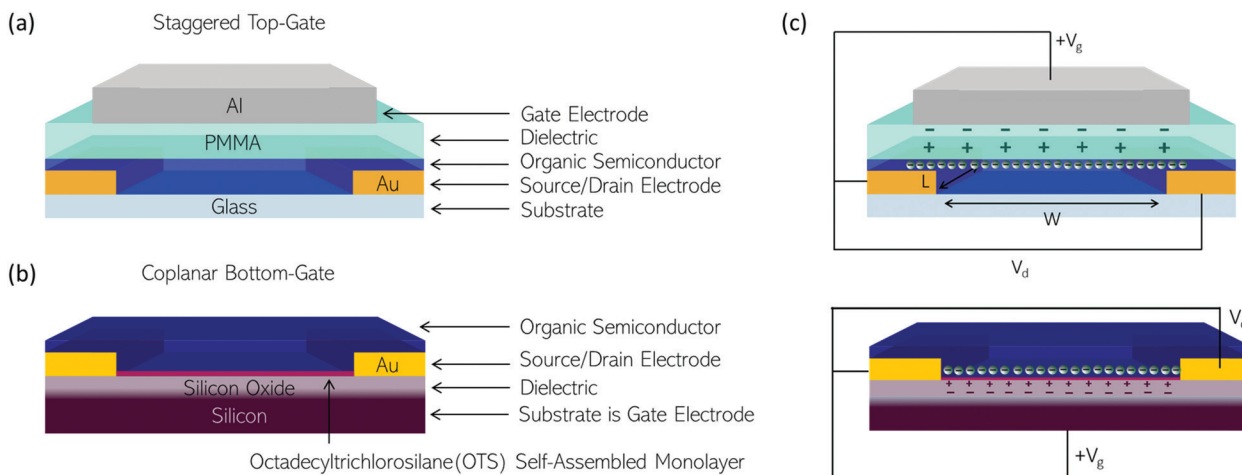 (a)
Staggered Top-Gate
Al
Gate Electrode
PMMA
Dielectric
Organic Semiconductor
Au
Source/Drain Electrode
Glass
Substrate
(b)
Coplanar Bottom-Gate
Organic Semiconductor
Au
Source/Drain Electrode
Silicon Oxide
Dielectric
Silicon
Substrate is Gate Electrode
Octadecyltrichlorosilane (OTS) Self-Assembled Monolayer
(c)
+Vg
- - - - - - -
+ + + + + + +
L
W
Vd
+ + + + + + + + + + +
- - - - - - - - - - -
+Vg